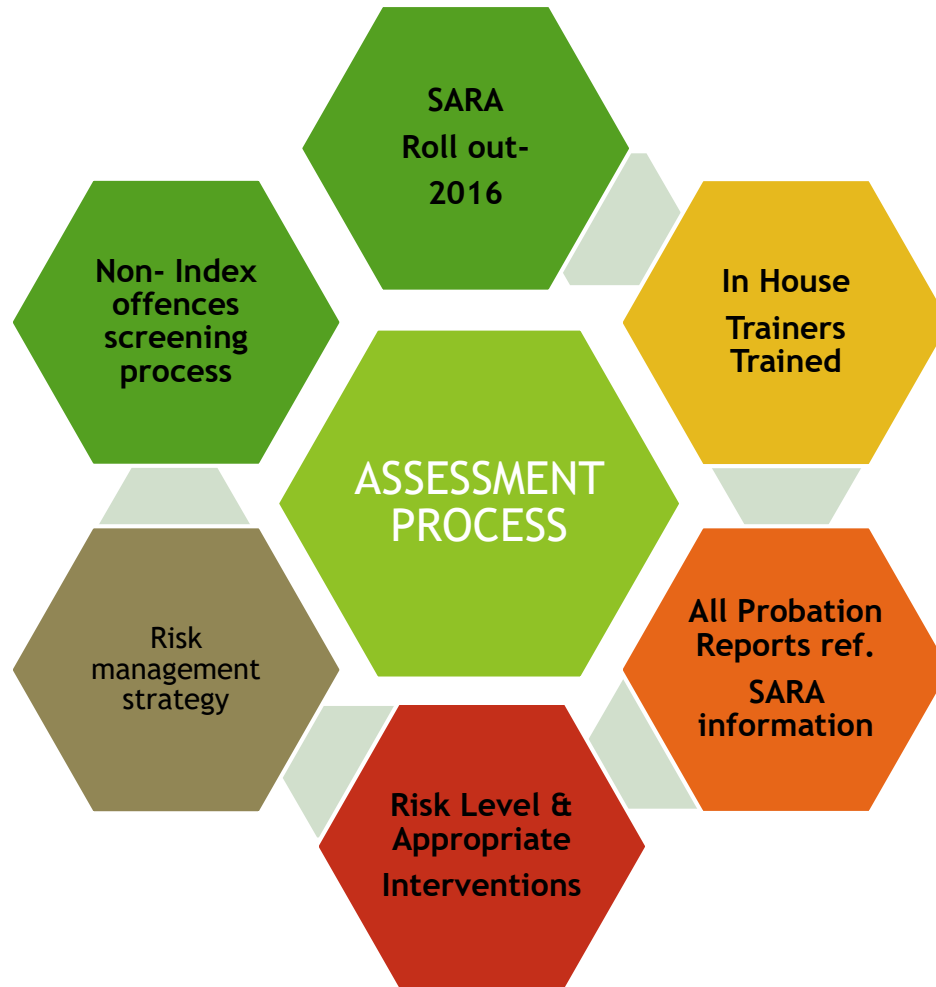 SARA
Roll out-
2016
In House
Trainers
Trained
All Probation
Reports ref.
SARA
information
Risk Level &
Appropriate
Interventions
Risk
management
strategy
Non- Index
offences
screening
process
ASSESSMENT
PROCESS